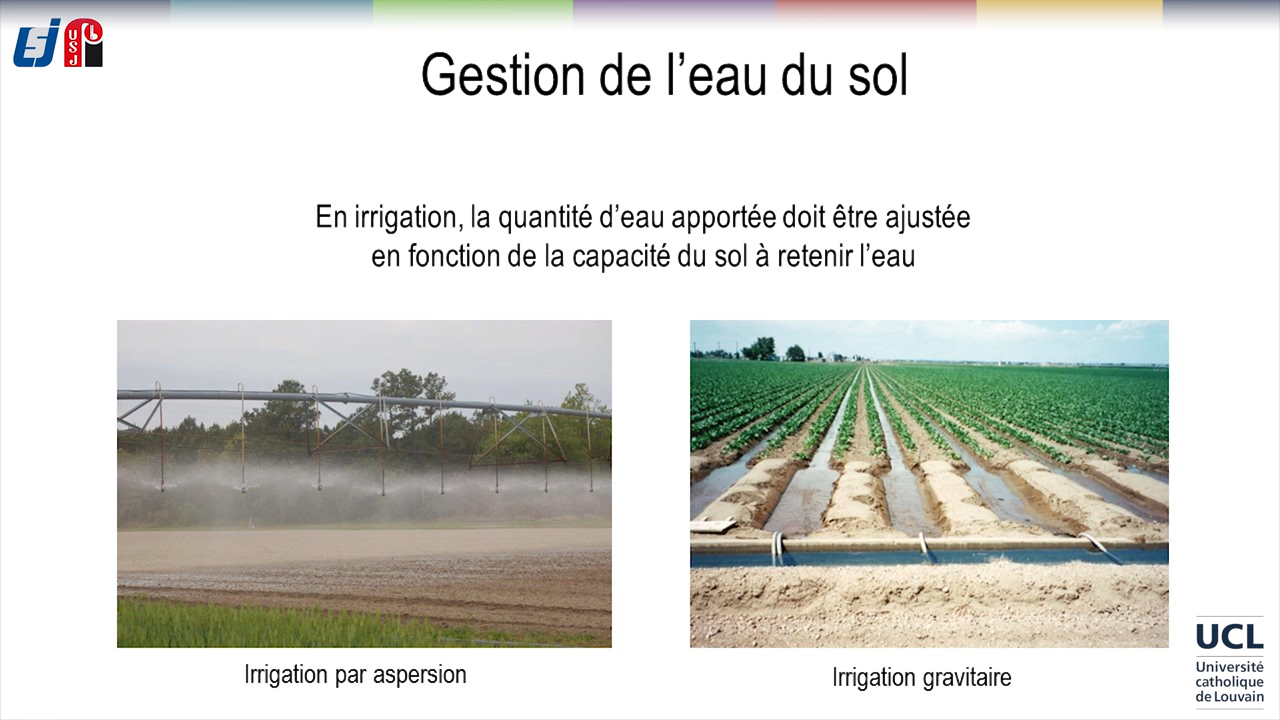 USJ
Gestion de l’eau du sol
En irrigation, la quantité d’eau apportée doit être ajustée
en fonction de la capacité du sol à retenir l’eau
Irrigation par aspersion
Irrigation gravitaire
UCL
Université
catholique
de Louvain